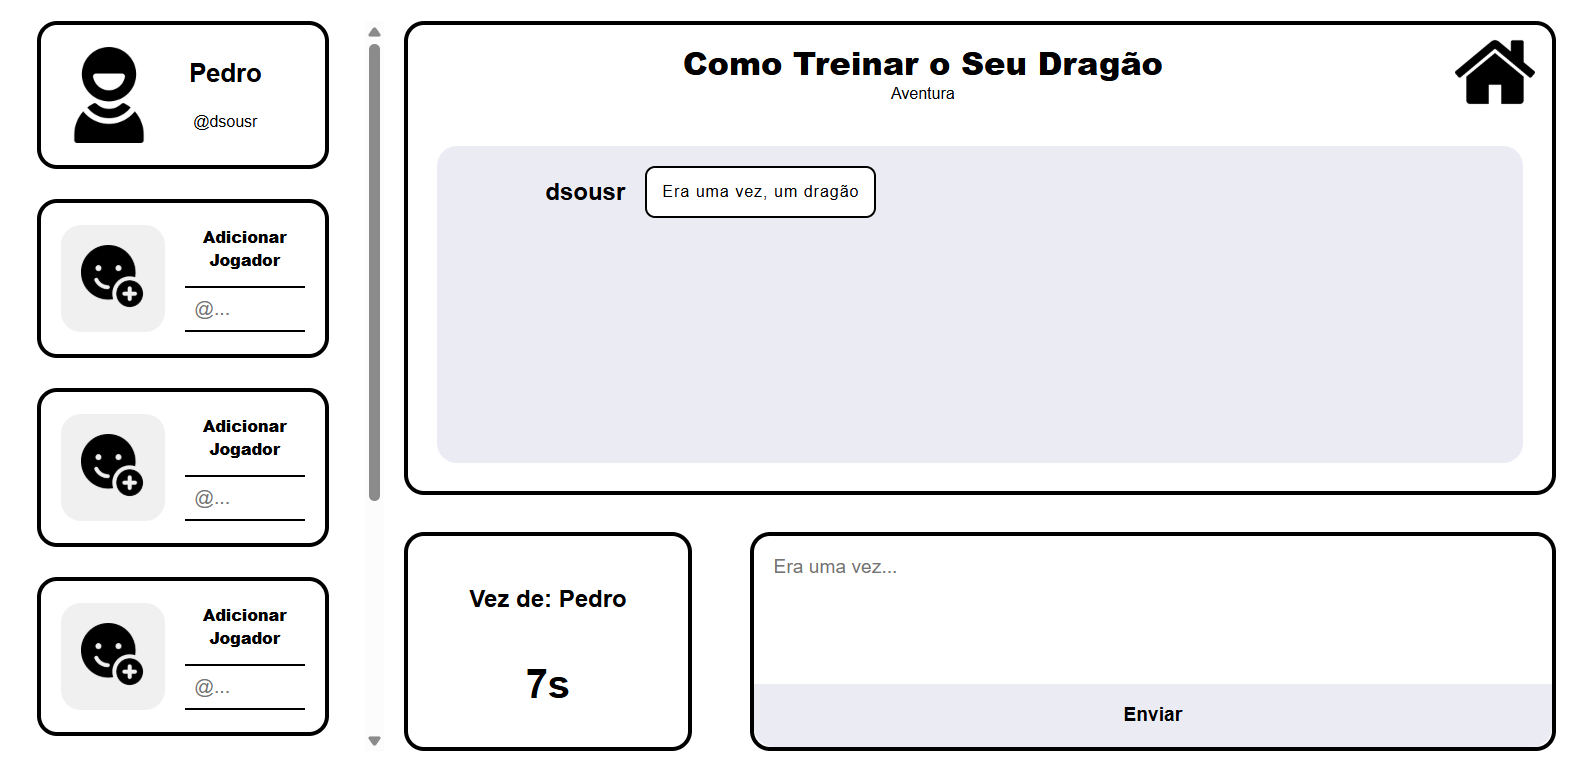 Pedro
@dsousr
Adicionar
Jogador
@...
Adicionar
Jogador
@...
Adicionar
Jogador
@...
Como Treinar o Seu Dragão
Aventura
dsousr
Era uma vez, um dragão
Vez de: Pedro
7s
Era uma vez...
Enviar